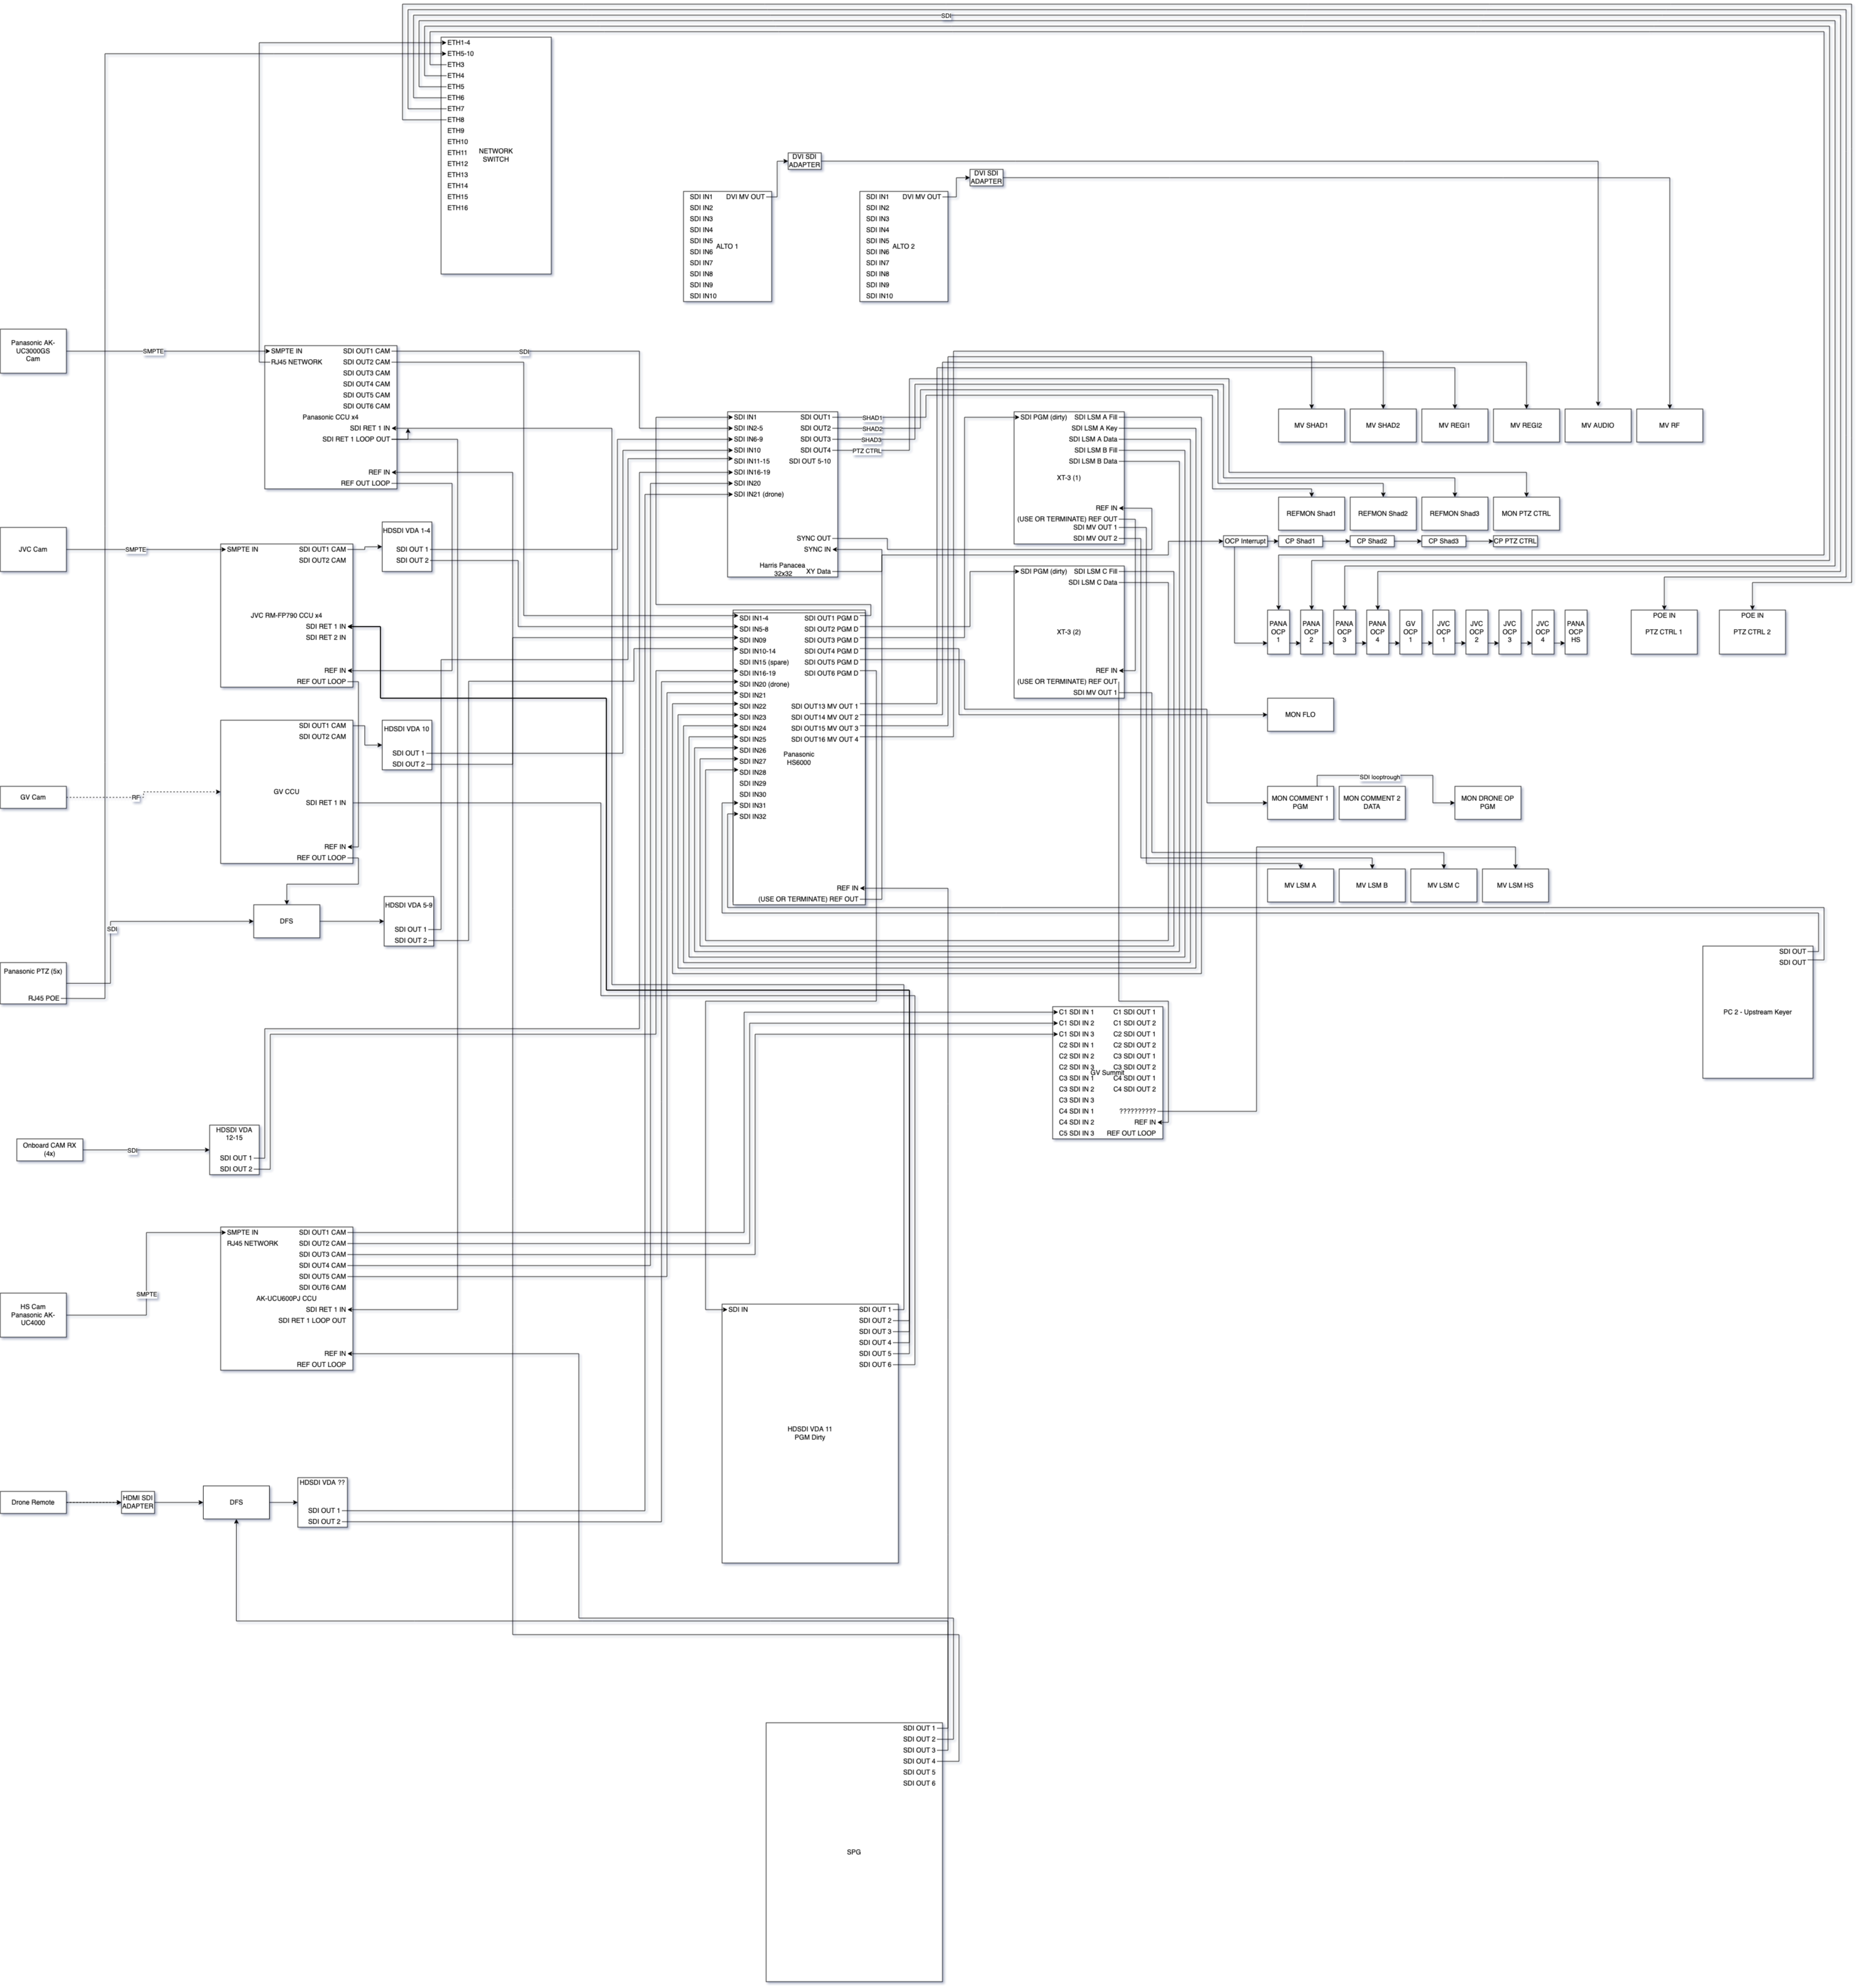 SDI
ETH1-4
ETH5-10
ETH3
ETH4
ETH5
ETH6
ETH7
ETH8
ETH9
ETH10
ETH11
ETH12
ETH13
ETH14
ETH15
ETH16
NETWORK
SWITCH
DVI SDI
ADAPTER
DVI SDI
ADAPTER
SDI IN1
SDI IN2
SDI IN3
SDI IN4
SDI IN5
SDI IN6
SDI IN7
SDI IN8
SDI IN9
SDI IN10
DVI MV OUT
ALTO 1
SDI IN1
SDI IN2
SDI IN3
SDI IN4
SDI IN5
SDI IN6
SDI IN7
SDI IN8
SDI IN9
SDI IN10
DVI MV OUT
ALTO 2
Panasonic AK-
UC3000GS
Cam
SMPTE
SMPTE IN
RJ45 NETWORK
SDI OUT1 CAM
SDI OUT2 CAM
SDI OUT3 CAM
SDI OUT4 CAM
SDI OUT5 CAM
SDI OUT6 CAM
Panasonic CCU x4
SDI RET 1 IN
SDI RET 1 LOOP OUT
REF IN
REF OUT LOOP
SDI
SDI IN1
SDI IN2-5
SDI IN6-9
SDI IN10
SDI IN11-15
SDI IN16-19
SDI IN20
SDI IN21 (drone)
SDI OUT1
SDI OUT2
SDI OUT3
SDI OUT4
SDI OUT 5-10
SYNC OUT
SYNC IN
Harris Panacea
32x32
XY Data
SHAD1
SHAD2
SHAD3
PTZ CTRL
SDI PGM (dirty)
SDI LSM A Fill
SDI LSM A Key
SDI LSM A Data
SDI LSM B Fill
SDI LSM B Data
XT-3 (1)
REF IN
(USE OR TERMINATE) REF OUT
SDI MV OUT 1
SDI MV OUT 2
MV SHAD1
MV SHAD2
MV REGI1
MV REGI2
MV AUDIO
MV RF
REFMON Shad1
REFMON Shad2
REFMON Shad3
MON PTZ CTRL
OCP Interrupt
CP Shad1
CP Shad2
CP Shad3
CP PTZ CTRL
JVC Cam
SMPTE
SMPTE IN
SDI OUT1 CAM
SDI OUT2 CAM
JVC RM-FP790 CCU x4
SDI RET 1 IN
SDI RET 2 IN
REF IN
REF OUT LOOP
HDSDI VDA 1-4
SDI OUT 1
SDI OUT 2
SDI PGM (dirty)
SDI LSM C Fill
SDI LSM C Data
XT-3 (2)
REF IN
(USE OR TERMINATE) REF OUT
SDI MV OUT 1
PANA
OCP
1
PANA
OCP
2
PANA
OCP
3
PANA
OCP
4
GV
OCP
1
JVC
OCP
1
JVC
OCP
2
JVC
OCP
3
JVC
OCP
4
PANA
OCP
HS
POE IN
PTZ CTRL 1
POE IN
PTZ CTRL 2
SDI IN1-4
SDI IN5-8
SDI IN09
SDI IN10-14
SDI IN15 (spare)
SDI IN16-19
SDI IN20 (drone)
SDI IN21
SDI IN22
SDI IN23
SDI IN24
SDI IN25
SDI IN26
SDI IN27
SDI IN28
SDI IN29
SDI IN30
SDI IN31
SDI IN32
SDI OUT1 PGM D
SDI OUT2 PGM D
SDI OUT3 PGM D
SDI OUT4 PGM D
SDI OUT5 PGM D
SDI OUT6 PGM D
SDI OUT13 MV OUT 1
SDI OUT14 MV OUT 2
SDI OUT15 MV OUT 3
SDI OUT16 MV OUT 4
Panasonic
HS6000
REF IN
(USE OR TERMINATE) REF OUT
MON FLO
GV Cam
RF
SDI OUT1 CAM
SDI OUT2 CAM
GV CCU
SDI RET 1 IN
REF IN
REF OUT LOOP
HDSDI VDA 10
SDI OUT 1
SDI OUT 2
SDI looptrough
MON COMMENT 1
PGM
MON COMMENT 2
DATA
MON DRONE OP
PGM
MV LSM A
MV LSM B
MV LSM C
MV LSM HS
SDI
DFS
HDSDI VDA 5-9
SDI OUT 1
SDI OUT 2
Panasonic PTZ (5x)
RJ45 POE
SDI OUT
SDI OUT
PC 2 - Upstream Keyer
C1 SDI IN 1
C1 SDI IN 2
C1 SDI IN 3
C2 SDI IN 1
C2 SDI IN 2
C2 SDI IN 3
C3 SDI IN 1
C3 SDI IN 2
C3 SDI IN 3
C4 SDI IN 1
C4 SDI IN 2
C5 SDI IN 3
C1 SDI OUT 1
C1 SDI OUT 2
C2 SDI OUT 1
C2 SDI OUT 2
C3 SDI OUT 1
C3 SDI OUT 2
C4 SDI OUT 1
C4 SDI OUT 2
GV Summit
??????????
REF IN
REF OUT LOOP
Onboard CAM RX
(4x)
SDI
HDSDI VDA
12-15
SDI OUT 1
SDI OUT 2
HS Cam
Panasonic AK-
UC4000
SMPTE
SMPTE IN
RJ45 NETWORK
SDI OUT1 CAM
SDI OUT2 CAM
SDI OUT3 CAM
SDI OUT4 CAM
SDI OUT5 CAM
SDI OUT6 CAM
AK-UCU600PJ CCU
SDI RET 1 IN
SDI RET 1 LOOP OUT
REF IN
REF OUT LOOP
SDI IN
SDI OUT 1
SDI OUT 2
SDI OUT 3
SDI OUT 4
SDI OUT 5
SDI OUT 6
HDSDI VDA 11
PGM Dirty
Drone Remote
HDMI SDI
ADAPTER
DFS
HDSDI VDA ??
SDI OUT 1
SDI OUT 2
SDI OUT 1
SDI OUT 2
SDI OUT 3
SDI OUT 4
SDI OUT 5
SDI OUT 6
SPG